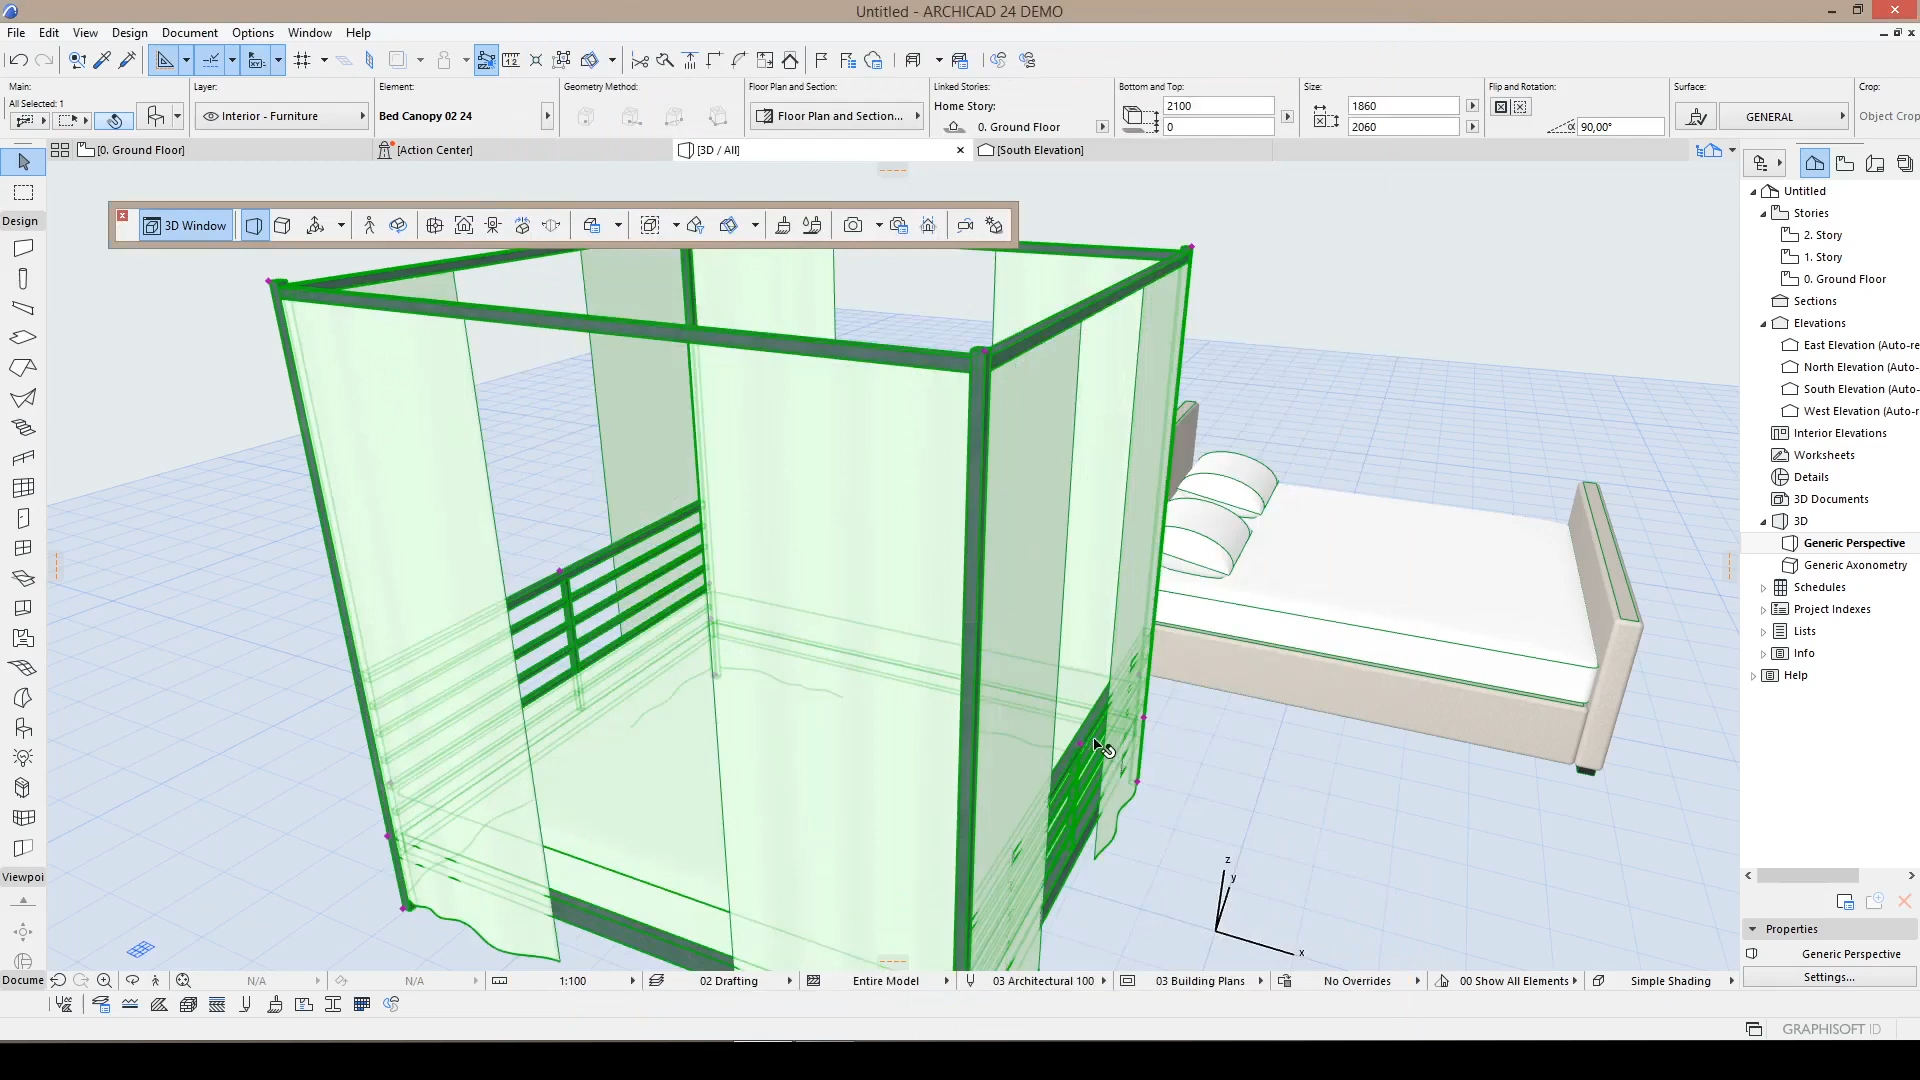 Untitled - ARCHICAD 24 DEMO
File Edit View Design Document Options Window Help
Main:
All Selected: 1
Layer:
Interior - Furniture
Element:
Bed Canopy 02 24
Geometry Method:
Floor Plan and Section:
Floor Plan and Section...
Linked Stories:
Home Story:
0. Ground Floor
Bottom and Top:
2100
0
Size:
1860
2060
Flip and Rotation:
90,00°
Surface:
GENERAL
Crop:
Object Crop
[0. Ground Floor]
[Action Center]
[3D / All]
[South Elevation]
Design
3D Window
Untitled
Stories
2. Story
1. Story
0. Ground Floor
Sections
Elevations
East Elevation (Auto-re
North Elevation (Auto-
South Elevation (Auto-
West Elevation (Auto-r
Interior Elevations
Worksheets
Details
3D Documents
3D
Generic Perspective
Generic Axonometry
Schedules
Project Indexes
Lists
Info
Help
z
y
x
Viewpoi
Docume
Properties
Generic Perspective
Settings...
N/A
N/A
1:100
02 Drafting
Entire Model
03 Architectural 100
03 Building Plans
No Overrides
00 Show All Elements
Simple Shading
GRAPHISOFT ID